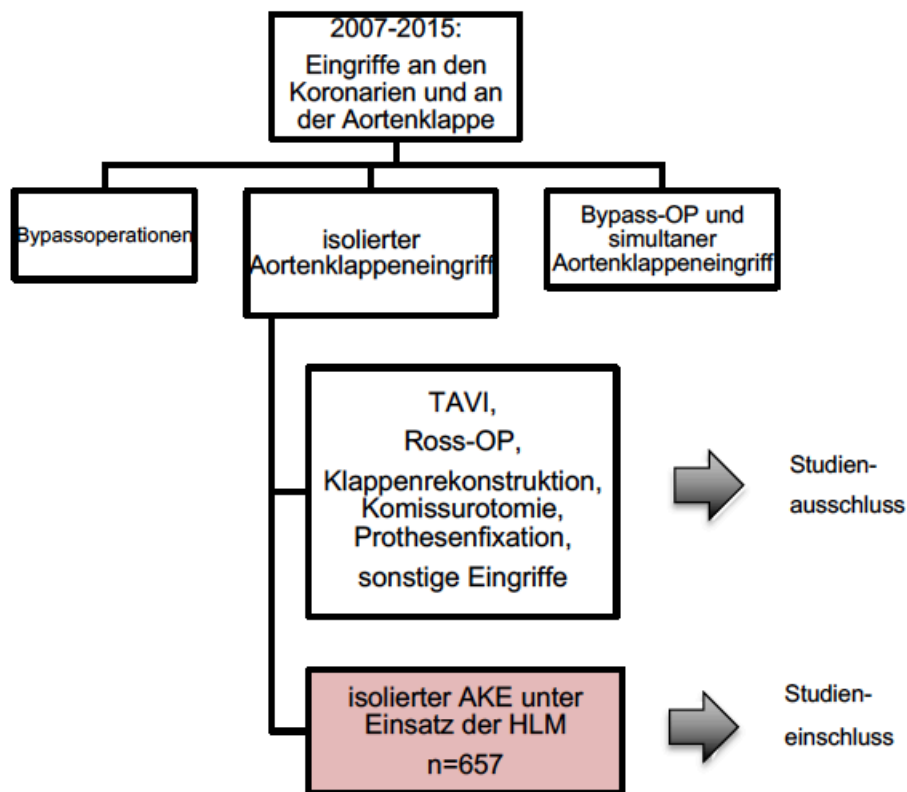 2007-2015:
Eingriffe an den
Koronarien und an
der Aortenklappe
Bypassoperationen
isolierter
Aortenklappeneingriff
Bypass-OP und
simultaner
Aortenklappeneingriff
TAVI,
Ross-OP,
Klappenrekonstruktion,
Komissurotomie,
Prothesenfixation,
sonstige Eingriffe
Studien-
ausschluss
isolierter AKE unter
Einsatz der HLM
n=657
Studien-
einschluss